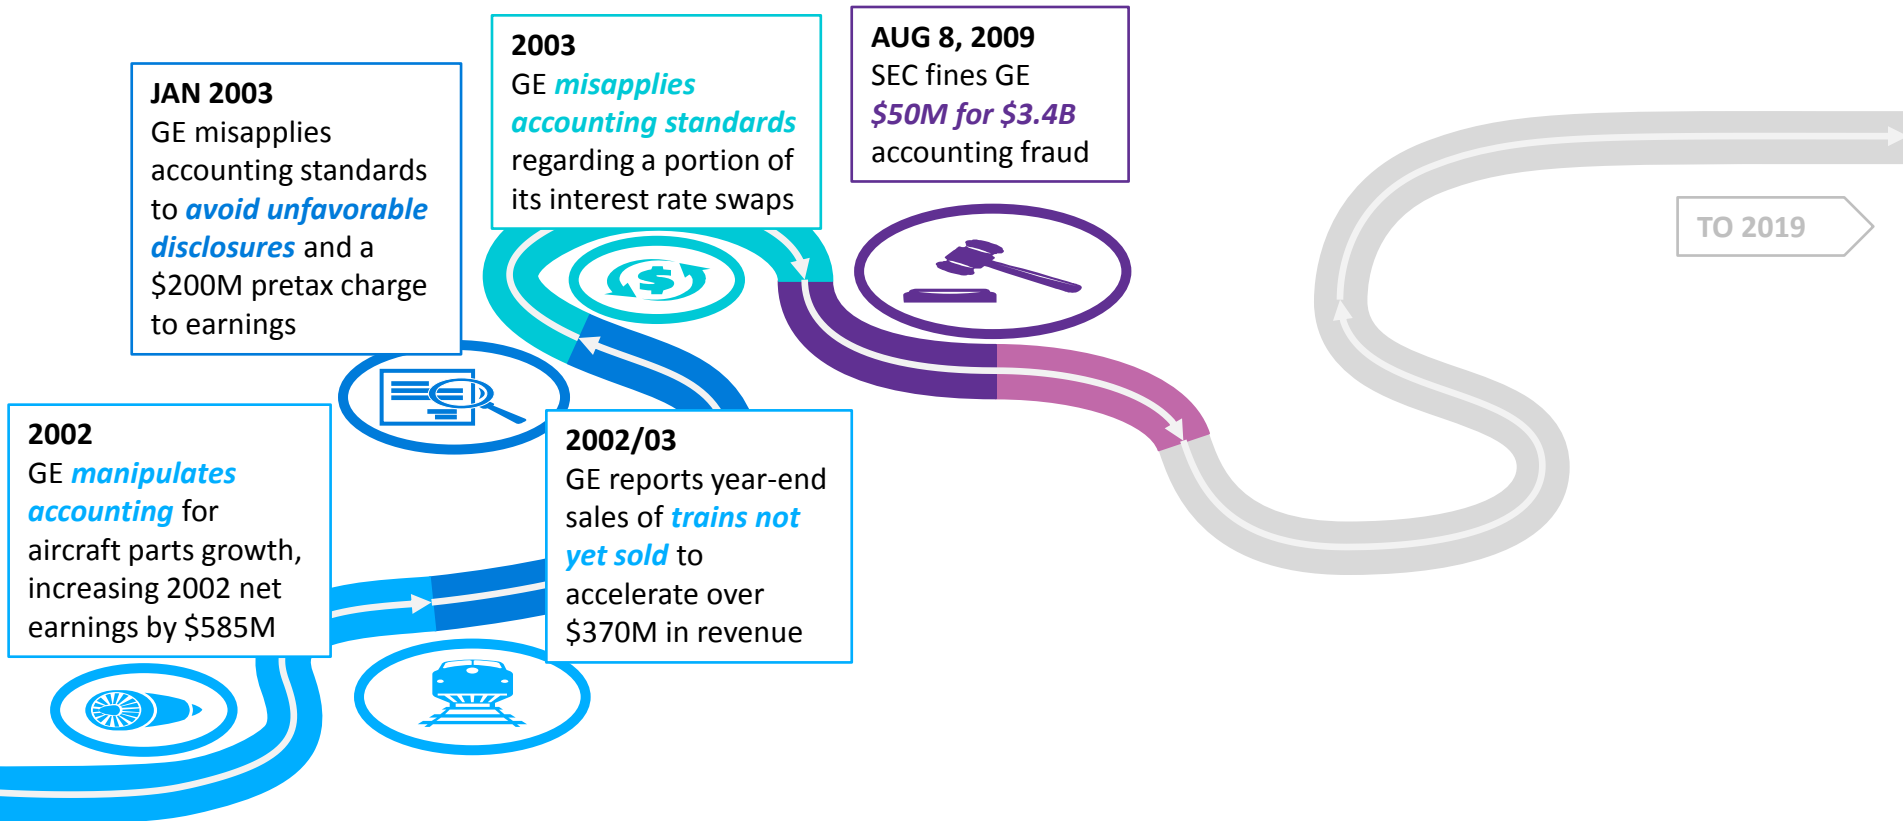 2002
GE manipulates
accounting for
aircraft parts growth,
increasing 2002 net
earnings by $585M
JAN 2003
GE misapplies
accounting standards
to avoid unfavorable
disclosures and a
$200M pretax charge
to earnings
2002/03
GE reports year-end
sales of trains not
yet sold to
accelerate over
$370M in revenue
2003
GE misapplies
accounting standards
regarding a portion of
its interest rate swaps
$
AUG 8, 2009
SEC fines GE
$50M for $3.4B
accounting fraud
TO 2019